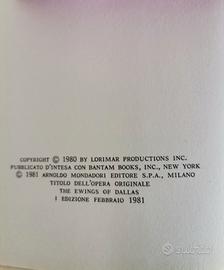 COPYRIGHT © 1980 BY LORIMAR PRODUCTIONS INC.
PUBBLICATO D'INTESA CON BANTAM BOOKS, INC., NEW YORK
© 1981 ARNOLDO MONDADORI EDITORE S.P.A., MILANO
TITOLO DELL'OPERA ORIGINALE
THE EWINGS OF DALLAS
I EDIZIONE FEBBRAIO 1981
subito